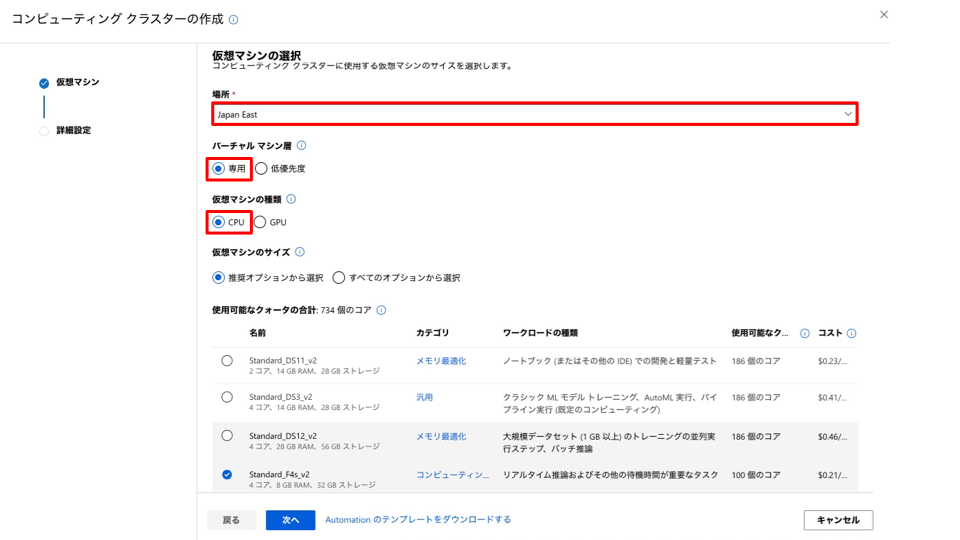 コンピューティング クラスターの作成
仮想マシン
詳細設定
仮想マシンの選択
コンピューティング クラスターに使用する仮想マシンのサイズを選択します。
場所 *
Japan East
バーチャル マシン層
専用 低優先度
仮想マシンの種類
CPU GPU
仮想マシンのサイズ
推奨オプションから選択 すべてのオプションから選択
使用可能なクォータの合計: 734 個のコア
名前 カテゴリ ワークロードの種類 使用可能なク... コスト
Standard_DS11_v2 メモリ最適化 ノートブック (またはその他の IDE) での開発と軽量テスト 186 個のコア $0.23/...
2 コア、14 GB RAM、28 GB ストレージ
Standard_DS3_v2 汎用 クラシック ML モデル トレーニング、AutoML 実行、パイ 186 個のコア $0.41/...
4 コア、14 GB RAM、28 GB ストレージ プライン実行 (既定のコンピューティング)
Standard_DS12_v2 メモリ最適化 大規模データセット (1 GB 以上) のトレーニングの並列実 186 個のコア $0.46/...
4 コア、28 GB RAM、56 GB ストレージ 行ステップ、バッチ推論
Standard_F4s_v2 コンピューティン... リアルタイム推論およびその他の待機時間が重要なタスク 100 個のコア $0.21/...
4 コア、8 GB RAM、32 GB ストレージ
戻る 次へ Automation のテンプレートをダウンロードする キャンセル